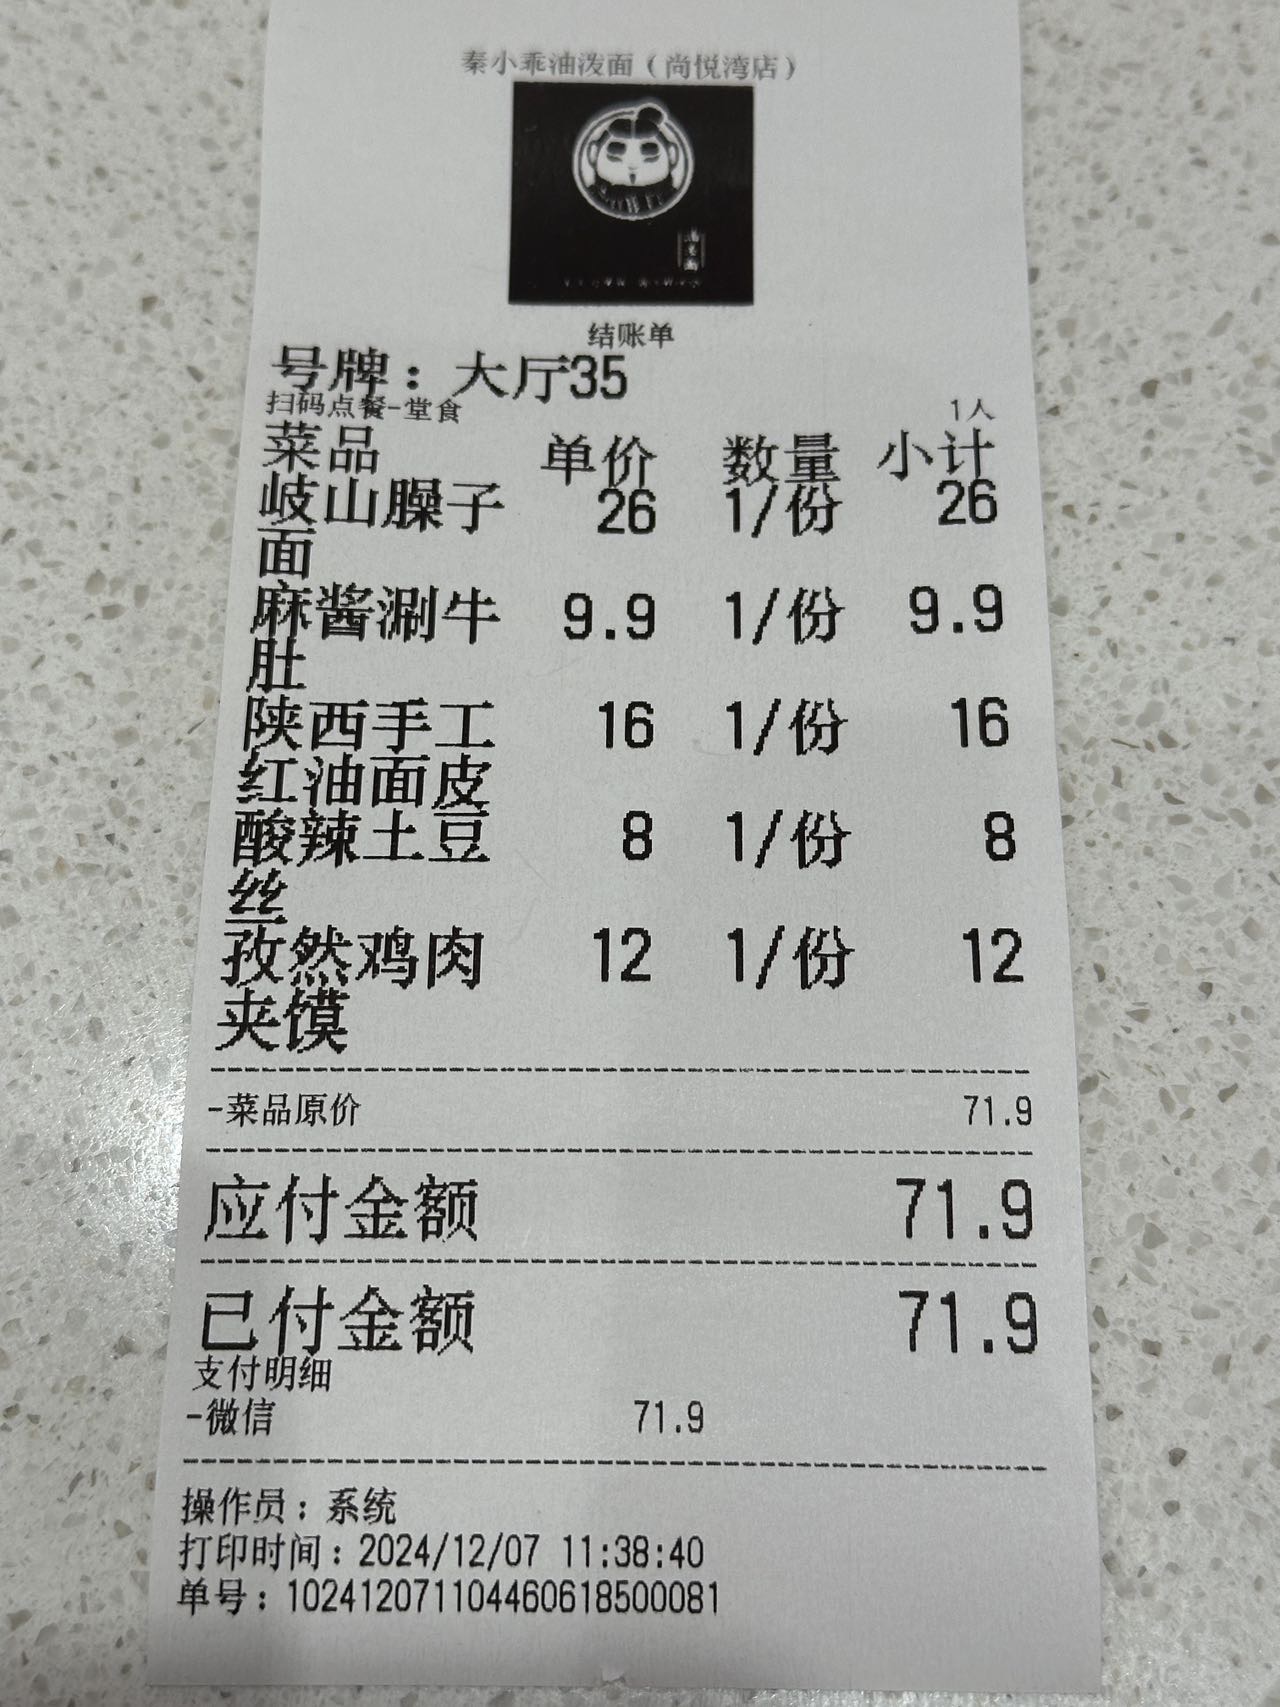 秦小乖油泼面（尚悦湾店）
结账单
号牌：大厅35
扫码点餐-堂食 1人
菜品 单价 数量 小计
岐山臊子 26 1/份 26
面
麻酱涮牛 9.9 1/份 9.9
肚
陕西手工 16 1/份 16
红油面皮
酸辣土豆 8 1/份 8
丝
孜然鸡肉 12 1/份 12
夹馍
-菜品原价 71.9
应付金额 71.9
已付金额 71.9
支付明细
-微信 71.9
操作员：系统
打印时间：2024/12/07 11:38:40
单号：102412071104460618500081